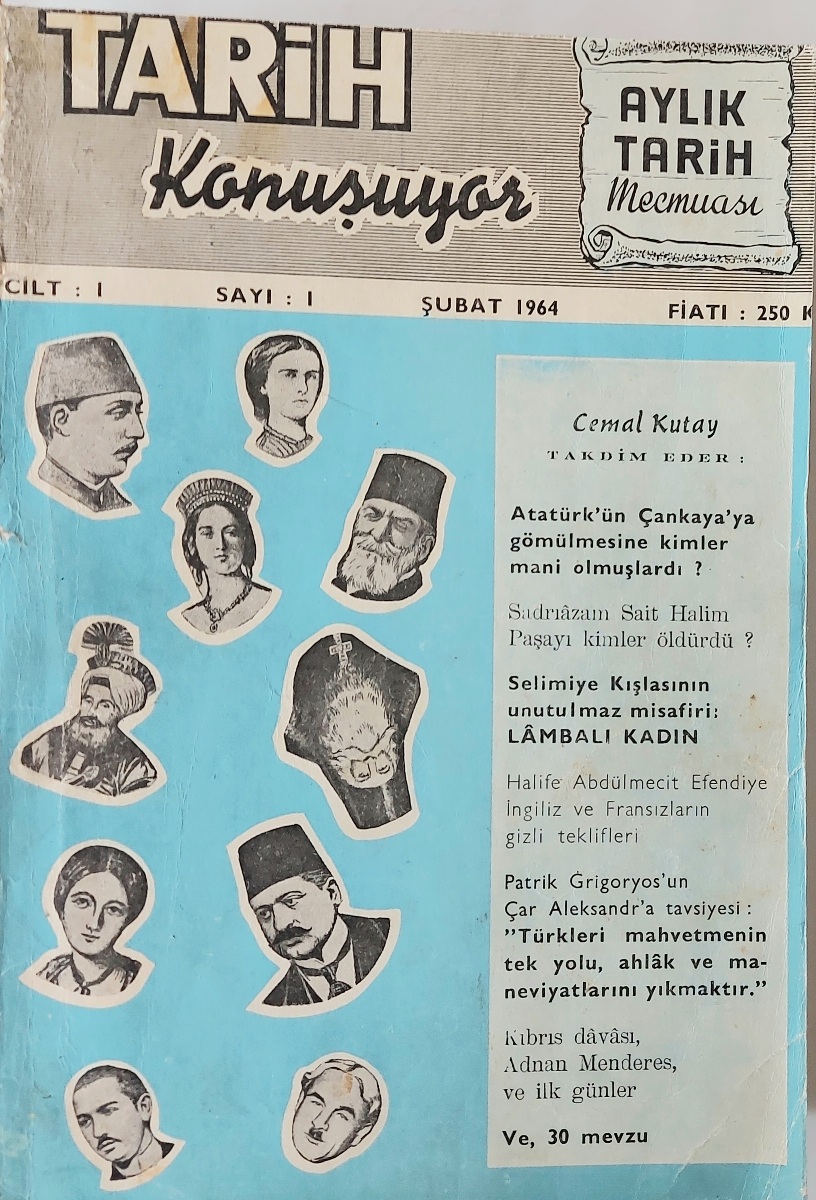 TARİH
Konuşuyor
AYLIK
TARİH
Mecmuası
CİLT : I
SAYI : I
ŞUBAT 1964
FİATI : 250 K
Cemal Kutay
TAKDİM EDER :
Atatürk'ün Çankaya'ya
gömülmesine kimler
mani olmuşlardı ?
Sadrıâzam Sait Halim
Paşayı kimler öldürdü ?
Selimiye Kışlasının
unutulmaz misafiri:
LÂMBALI KADIN
Halife Abdülmecit Efendiye
İngiliz ve Fransızların
gizli teklifleri
Patrik Grigoryos'un
Çar Aleksandr'a tavsiyesi :
"Türkleri mahvetmenin
tek yolu, ahlâk ve ma-
neviyatlarını yıkmaktır."
Kıbrıs dâvâsı,
Adnan Menderes,
ve ilk günler
Ve, 30 mevzu